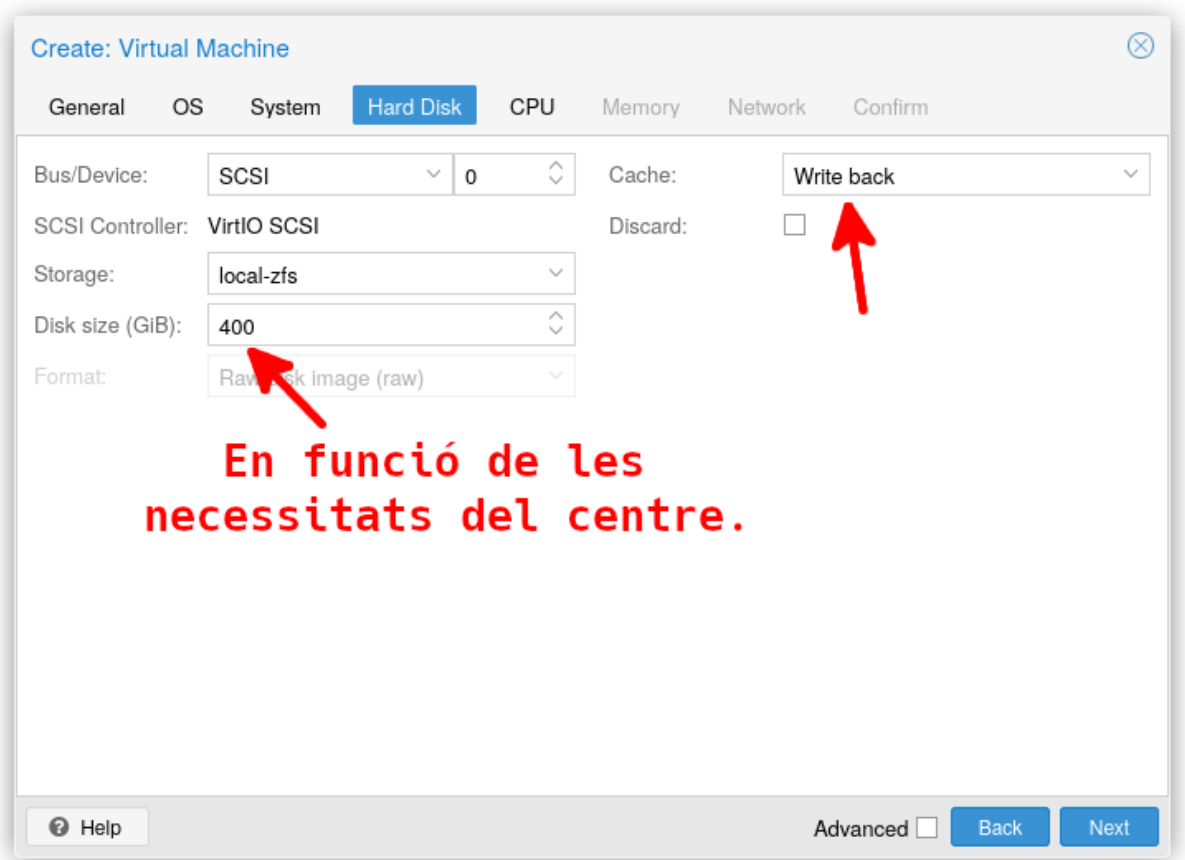 Create: Virtual Machine
General OS System Hard Disk CPU Memory Network Confirm
Bus/Device: SCSI 0 Cache: Write back
SCSI Controller: VirtIO SCSI Discard:
Storage: local-zfs
Disk size (GiB): 400
Format: Raw disk image (raw)
En funció de les
necessitats del centre.
Help Advanced Back Next